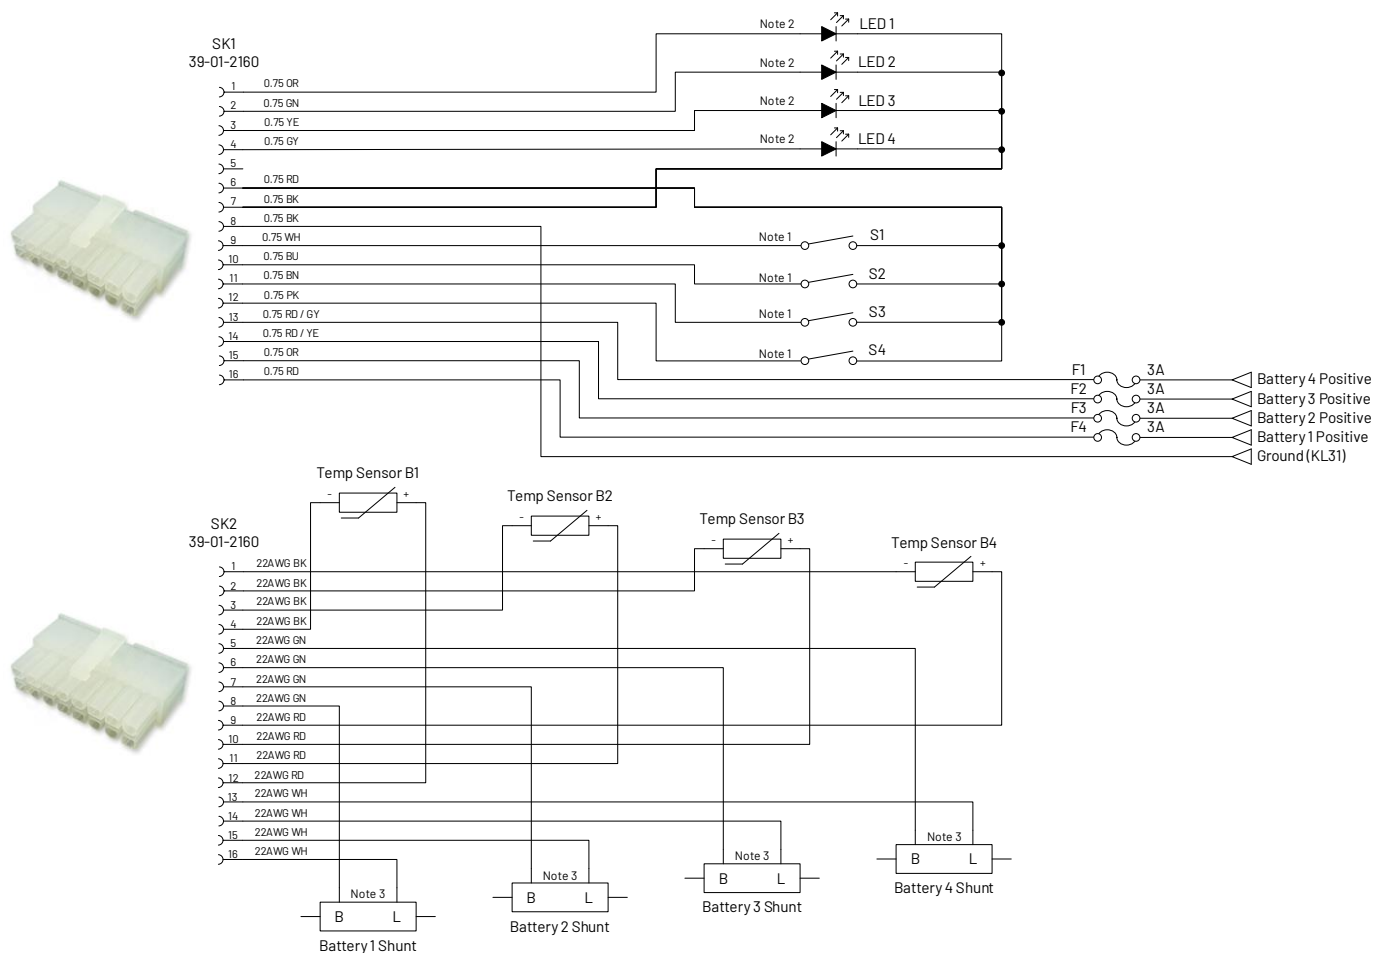 Note 2 LED 1
SK1
39-01-2160
Note 2 LED 2
1 0.75 OR
2 0.75 GN
Note 2 LED 3
3 0.75 YE
4 0.75 GY
Note 2 LED 4
5
6 0.75 RD
7 0.75 BK
8 0.75 BK
9 0.75 WH
Note 1 S1
10 0.75 BU
11 0.75 BN
Note 1 S2
12 0.75 PK
13 0.75 RD / GY
Note 1 S3
14 0.75 RD / YE
15 0.75 OR
Note 1 S4
16 0.75 RD
F1 3A Battery 4 Positive
F2 3A Battery 3 Positive
F3 3A Battery 2 Positive
F4 3A Battery 1 Positive
Ground (KL31)
Temp Sensor B1
- +
Temp Sensor B2
- +
Temp Sensor B3
- +
Temp Sensor B4
- +
SK2
39-01-2160
1 22AWG BK
2 22AWG BK
3 22AWG BK
4 22AWG BK
5 22AWG GN
6 22AWG GN
7 22AWG GN
8 22AWG GN
9 22AWG RD
10 22AWG RD
11 22AWG RD
12 22AWG RD
13 22AWG WH
14 22AWG WH
15 22AWG WH
16 22AWG WH
Note 3
B L
Battery 1 Shunt
Note 3
B L
Battery 2 Shunt
Note 3
B L
Battery 3 Shunt
Note 3
B L
Battery 4 Shunt